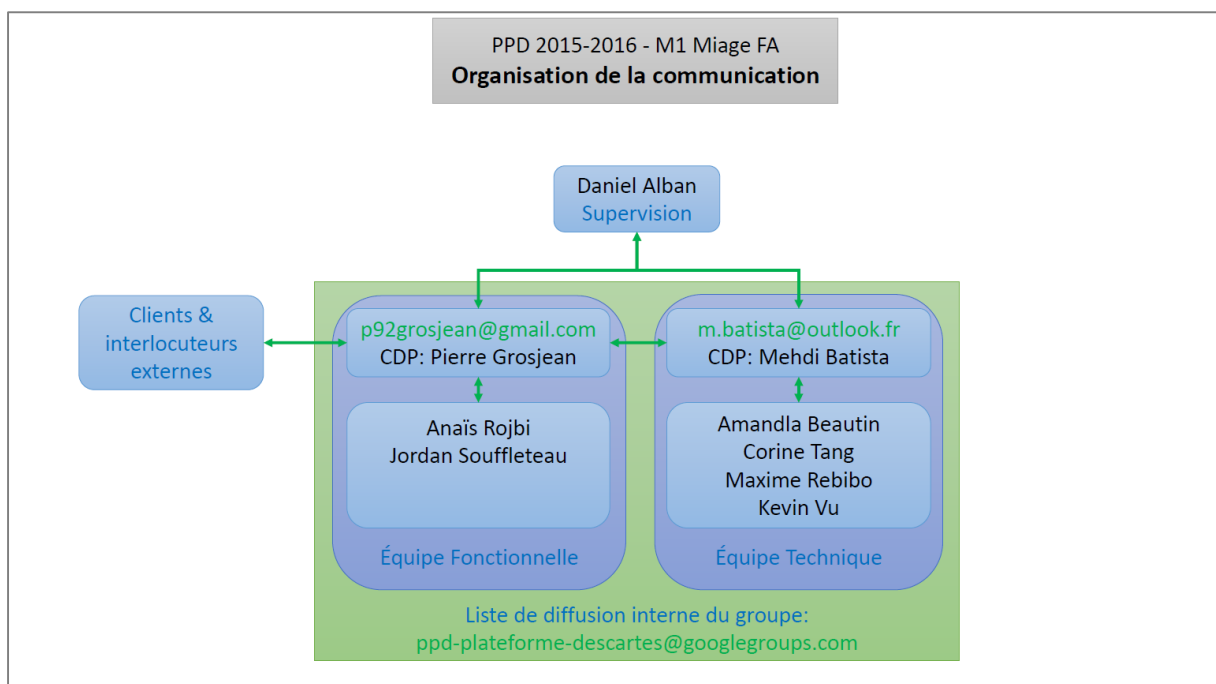 PPD 2015-2016 - M1 Miage FA
Organisation de la communication
Daniel Alban
Supervision
Clients &
interlocuteurs
externes
p92grosjean@gmail.com
CDP: Pierre Grosjean
m.batista@outlook.fr
CDP: Mehdi Batista
Anaïs Rojbi
Jordan Souffleteau
Amandla Beautin
Corine Tang
Maxime Rebibo
Kevin Vu
Équipe Fonctionnelle
Équipe Technique
Liste de diffusion interne du groupe:
ppd-plateforme-descartes@googlegroups.com